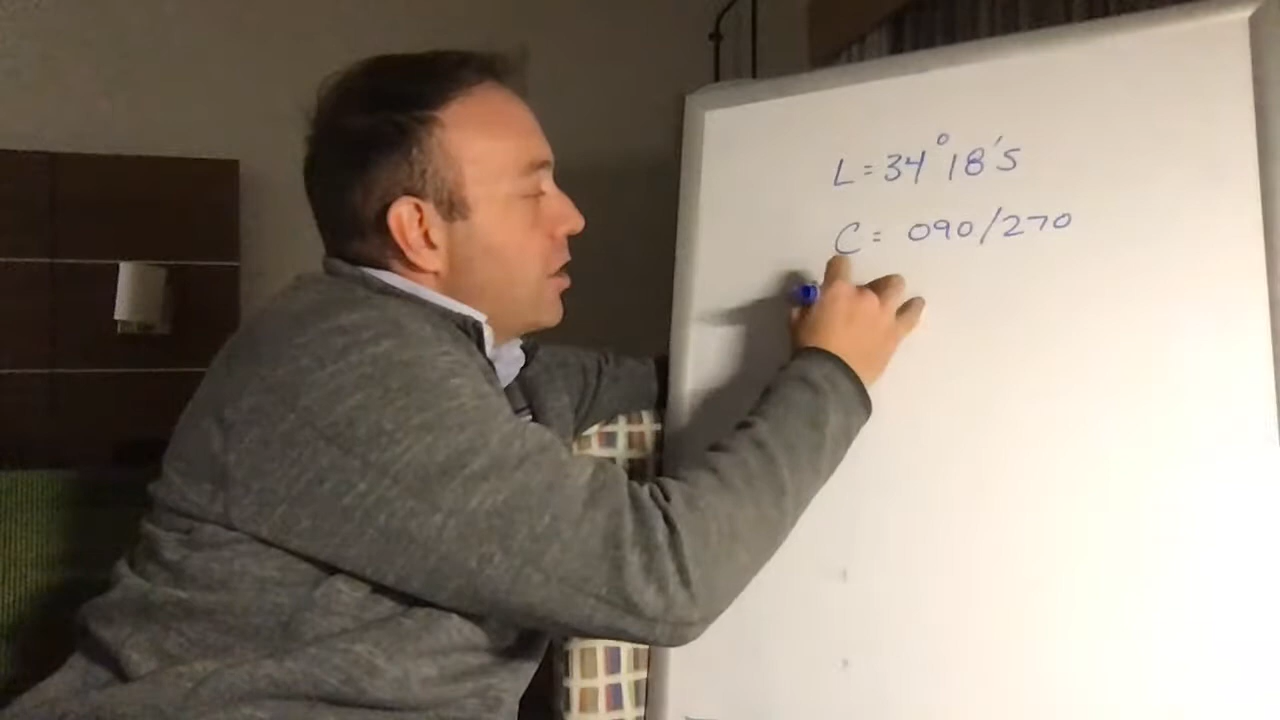 L = 34°18'S
C = 090/270